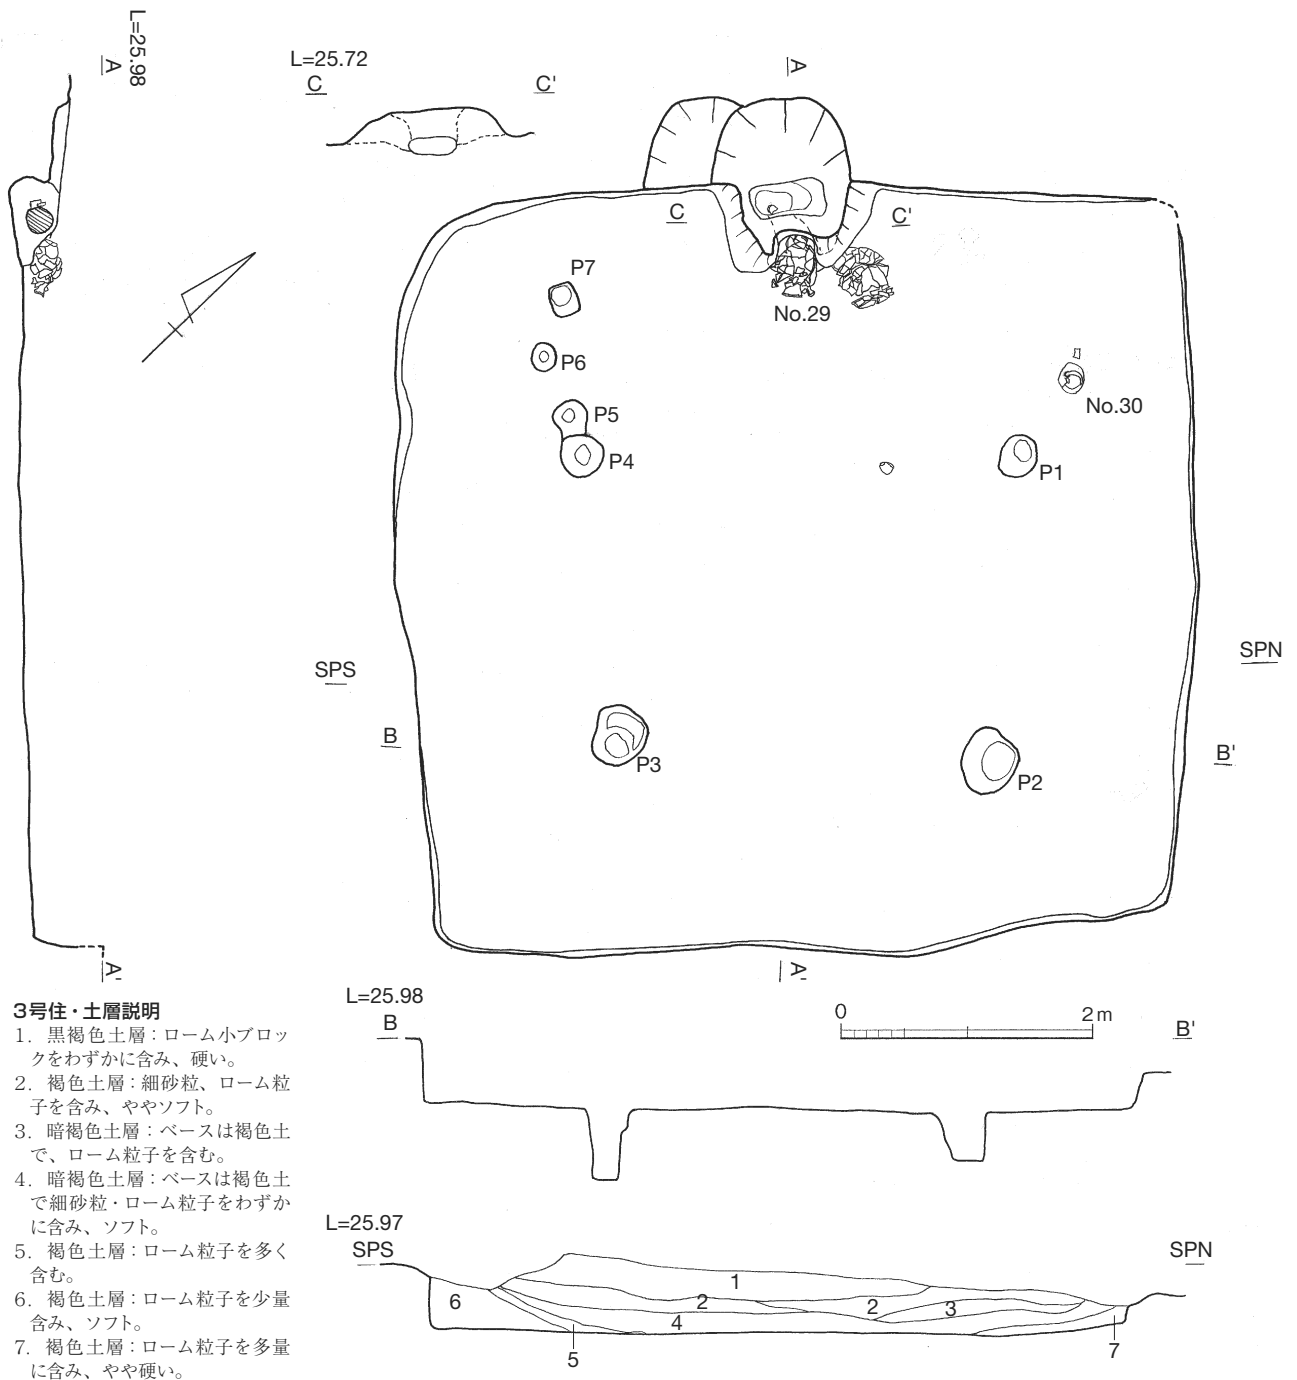 L=25.98
A
L=25.72
C
C'
A
C
C'
P7
No.29
P6
No.30
P5
P4
P1
SPS
SPN
B
B'
P3
P2
A'
A'
3号住・土層説明
1. 黒褐色土層：ローム小ブロッ
クをわずかに含み、硬い。
2. 褐色土層：細砂粒、ローム粒
子を含み、ややソフト。
3. 暗褐色土層：ベースは褐色土
で、ローム粒子を含む。
4. 暗褐色土層：ベースは褐色土
で細砂粒・ローム粒子をわずか
に含み、ソフト。
5. 褐色土層：ローム粒子を多く
含む。
6. 褐色土層：ローム粒子を少量
含み、ソフト。
7. 褐色土層：ローム粒子を多量
に含み、やや硬い。
L=25.98
B
0
2m
B'
L=25.97
SPS
SPN
1
6
2
2
3
4
5
7